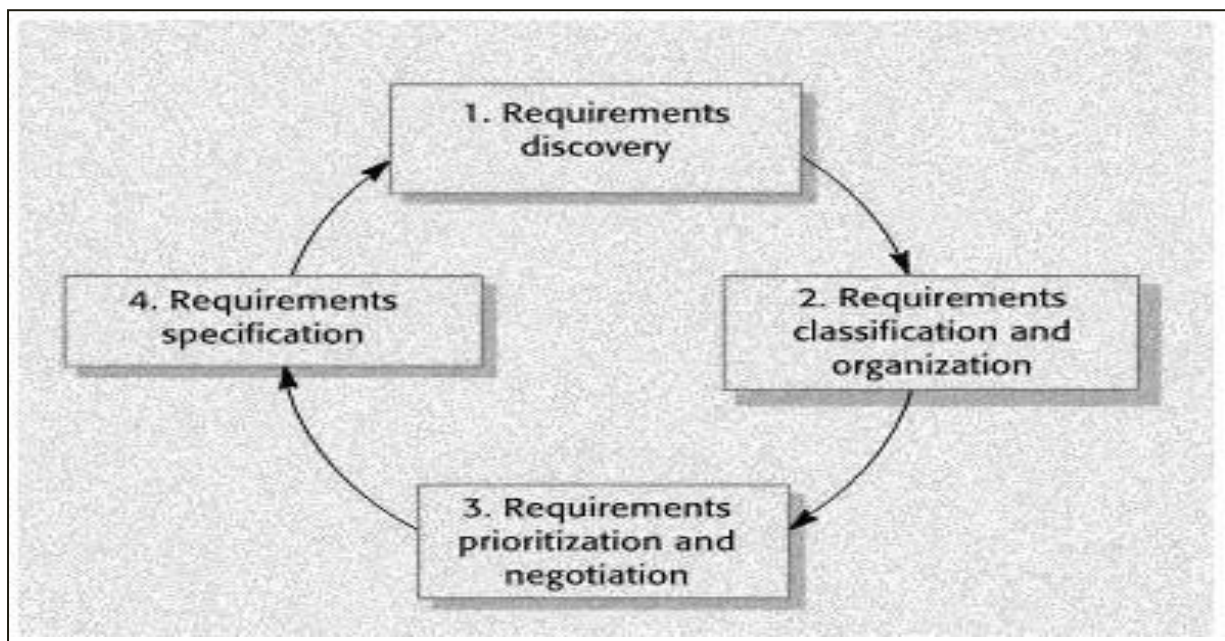 1. Requirements
discovery
2. Requirements
classification and
organization
3. Requirements
prioritization and
negotiation
4. Requirements
specification